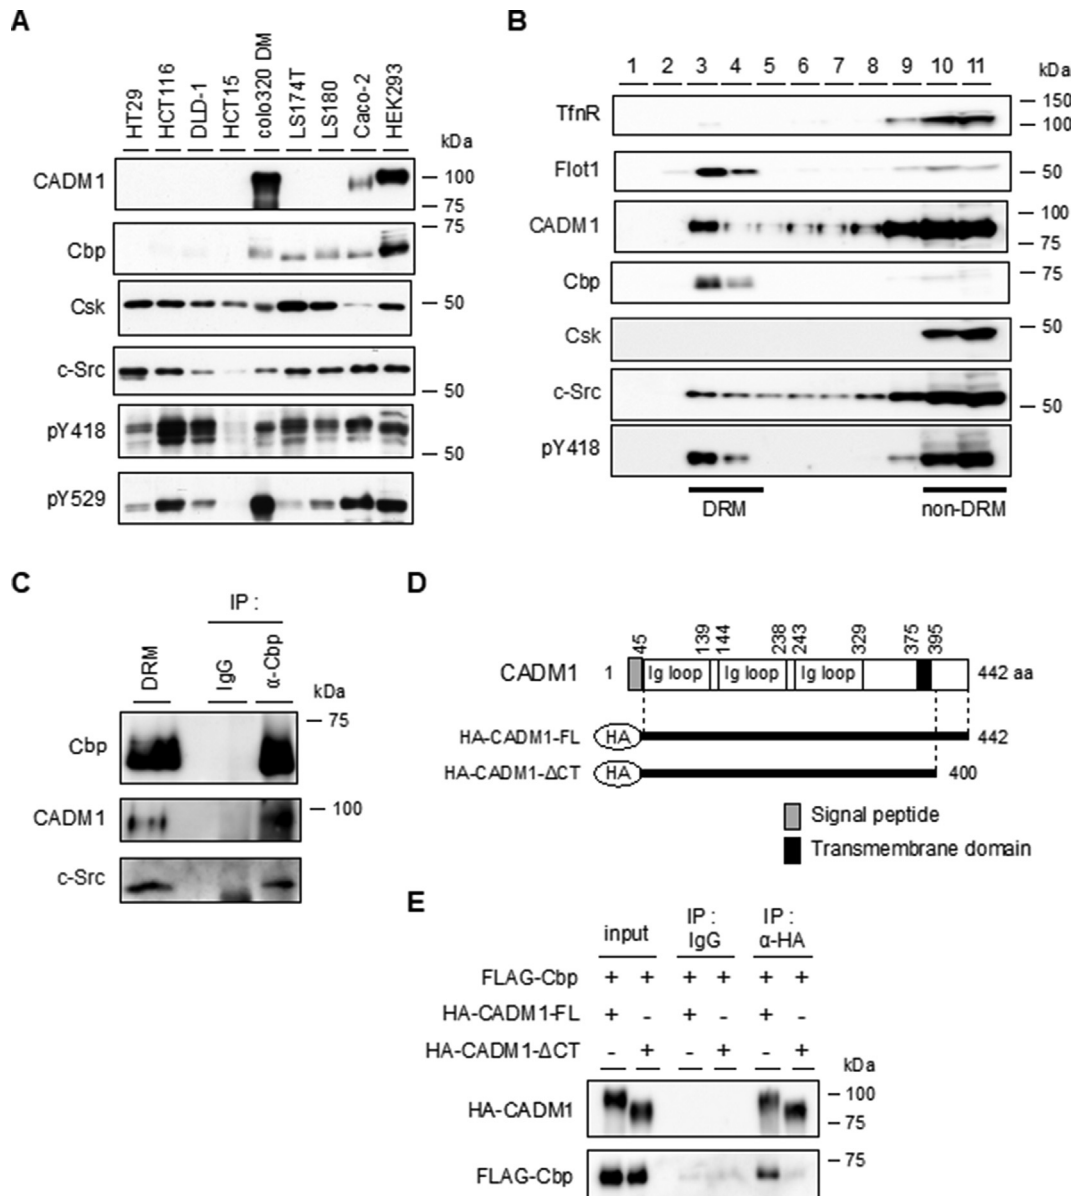 A
HT29
HCT116
DLD-1
HCT15
colo320 DM
LS174T
LS180
Caco-2
HEK293
kDa
CADM1
100
75
Cbp
75
Csk
50
c-Src
50
pY418
50
pY529
B
1 2 3 4 5 6 7 8 9 10 11
kDa
TfnR
150
100
Flot1
50
CADM1
100
75
Cbp
75
Csk
50
c-Src
50
pY418
DRM
non-DRM
C
IP :
DRM
IgG
α-Cbp
kDa
75
Cbp
CADM1
100
c-Src
D
45
139
144
238
243
329
375
395
CADM1 1 Ig loop Ig loop Ig loop 442 aa
HA-CADM1-FL HA 442
HA-CADM1-ΔCT HA 400
Signal peptide
Transmembrane domain
E
input
IP : IgG
IP : α-HA
FLAG-Cbp + + + + + +
HA-CADM1-FL + - + - + -
HA-CADM1-ΔCT - + - + - +
kDa
HA-CADM1
100
75
FLAG-Cbp
75